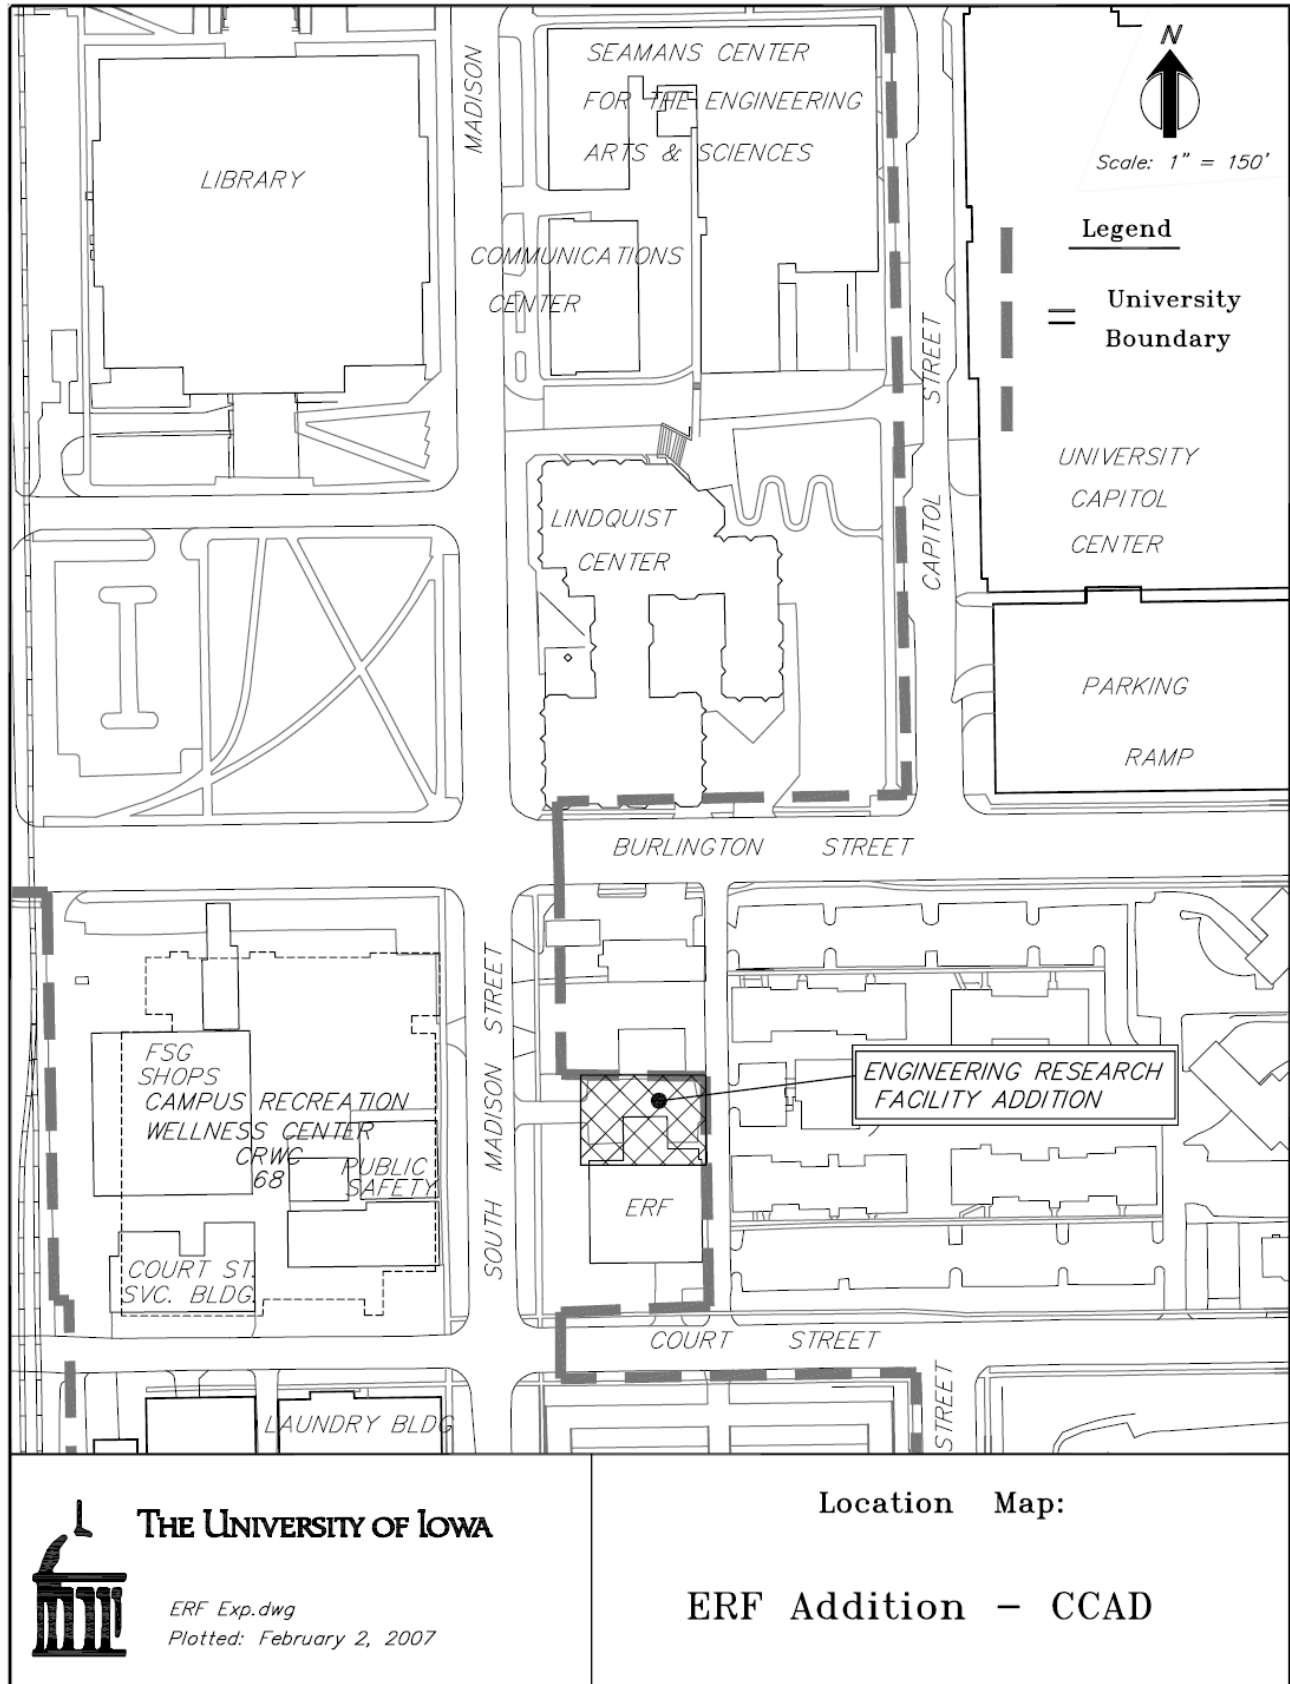 MADISON
SEAMANS CENTER
FOR THE ENGINEERING
ARTS & SCIENCES
N
Scale: 1" = 150'
LIBRARY
Legend
= University
Boundary
COMMUNICATIONS
CENTER
CAPITOL STREET
UNIVERSITY
CAPITOL
CENTER
LINDQUIST
CENTER
PARKING
RAMP
BURLINGTON STREET
SOUTH MADISON STREET
FSG
SHOPS
CAMPUS RECREATION
WELLNESS CENTER
CRWC
68
PUBLIC
SAFETY
ENGINEERING RESEARCH
FACILITY ADDITION
ERF
COURT ST.
SVC. BLDG.
COURT STREET
STREET
LAUNDRY BLDG
THE UNIVERSITY OF IOWA
ERF Exp.dwg
Plotted: February 2, 2007
Location Map:
ERF Addition - CCAD